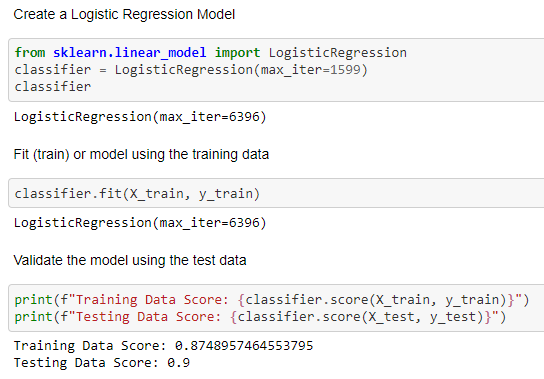 Create a Logistic Regression Model
from sklearn.linear_model import LogisticRegression
classifier = LogisticRegression(max_iter=1599)
classifier
LogisticRegression(max_iter=6396)
Fit (train) or model using the training data
classifier.fit(X_train, y_train)
LogisticRegression(max_iter=6396)
Validate the model using the test data
print(f"Training Data Score: {classifier.score(X_train, y_train)}")
print(f"Testing Data Score: {classifier.score(X_test, y_test)}")
Training Data Score: 0.8748957464553795
Testing Data Score: 0.9